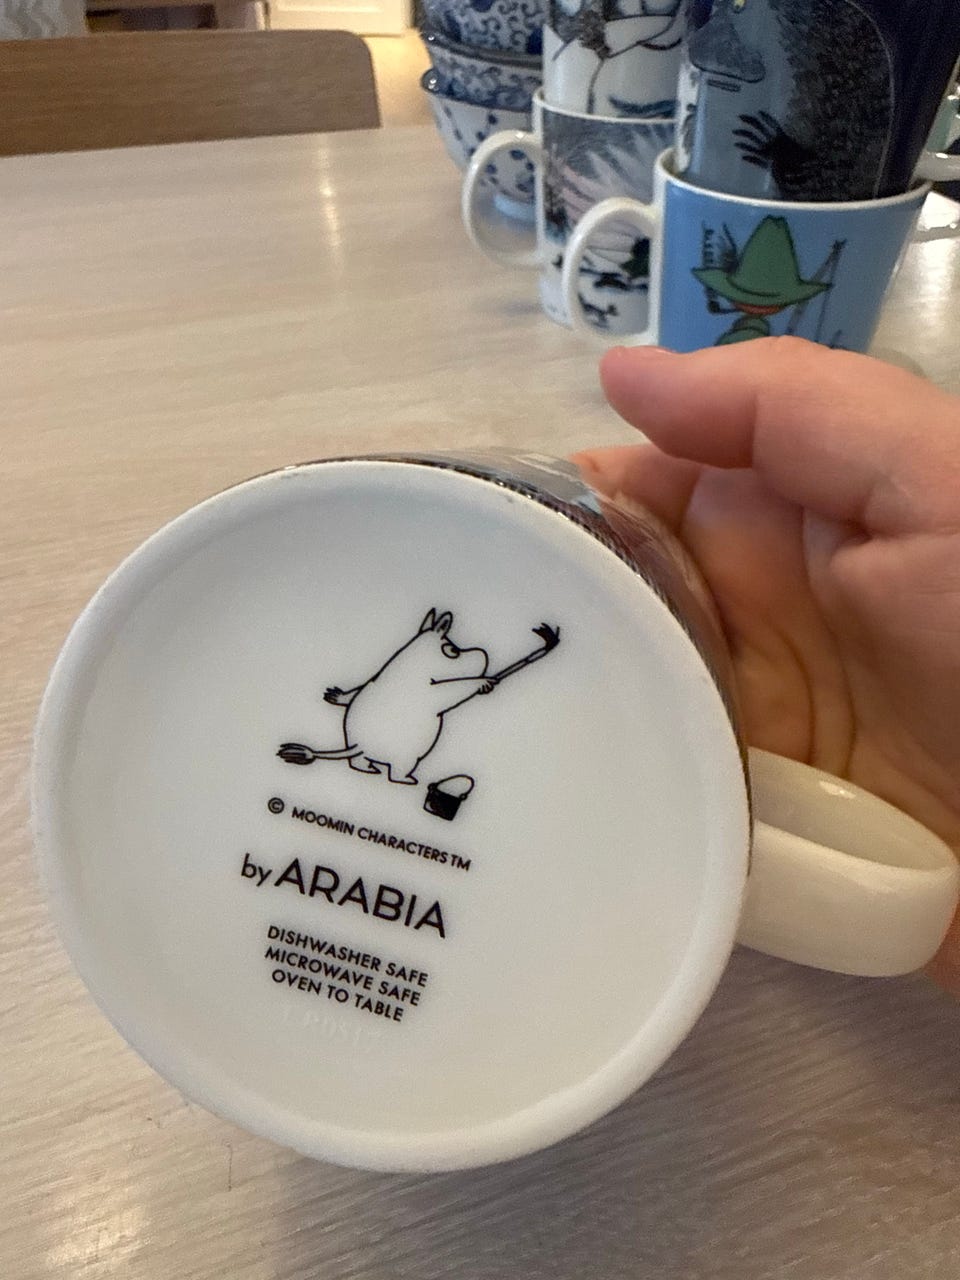 © MOOMIN CHARACTERS™
by ARABIA
DISHWASHER SAFE
MICROWAVE SAFE
OVEN TO TABLE